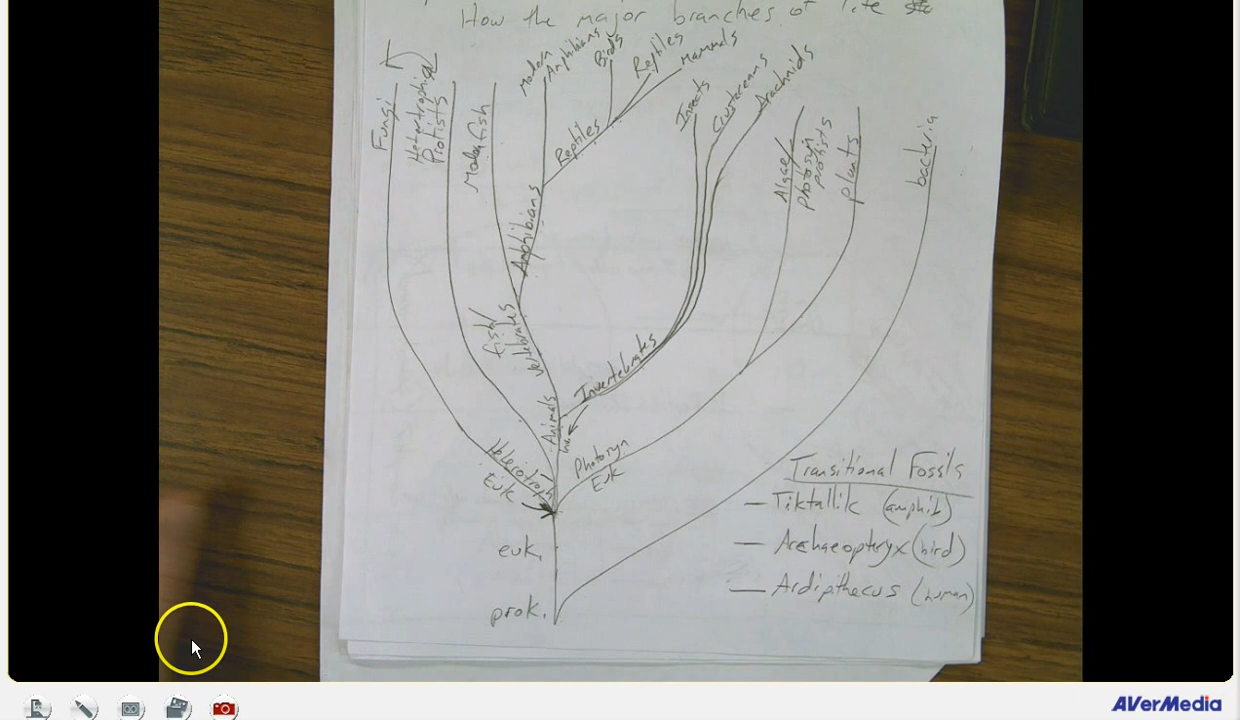 How the major branches of life
Fungi
Hetertrophic
Protists
Modern fish
Modern
Amphibians
Birds
Reptiles
Mammals
Insects
Crustaceans
Arachnids
Algae/
photosyn
protists
plants
bacteria
Reptiles
Amphibians
fish/
vertebrates
Invertebrates
Animals
Heterotroph
Euk
Photosyn
Euk
euk.
prok.
Transitional Fossils
— Tiktallik (amphib)
— Archaeopteryx (bird)
— Ardipithecus (human)
AVerMedia